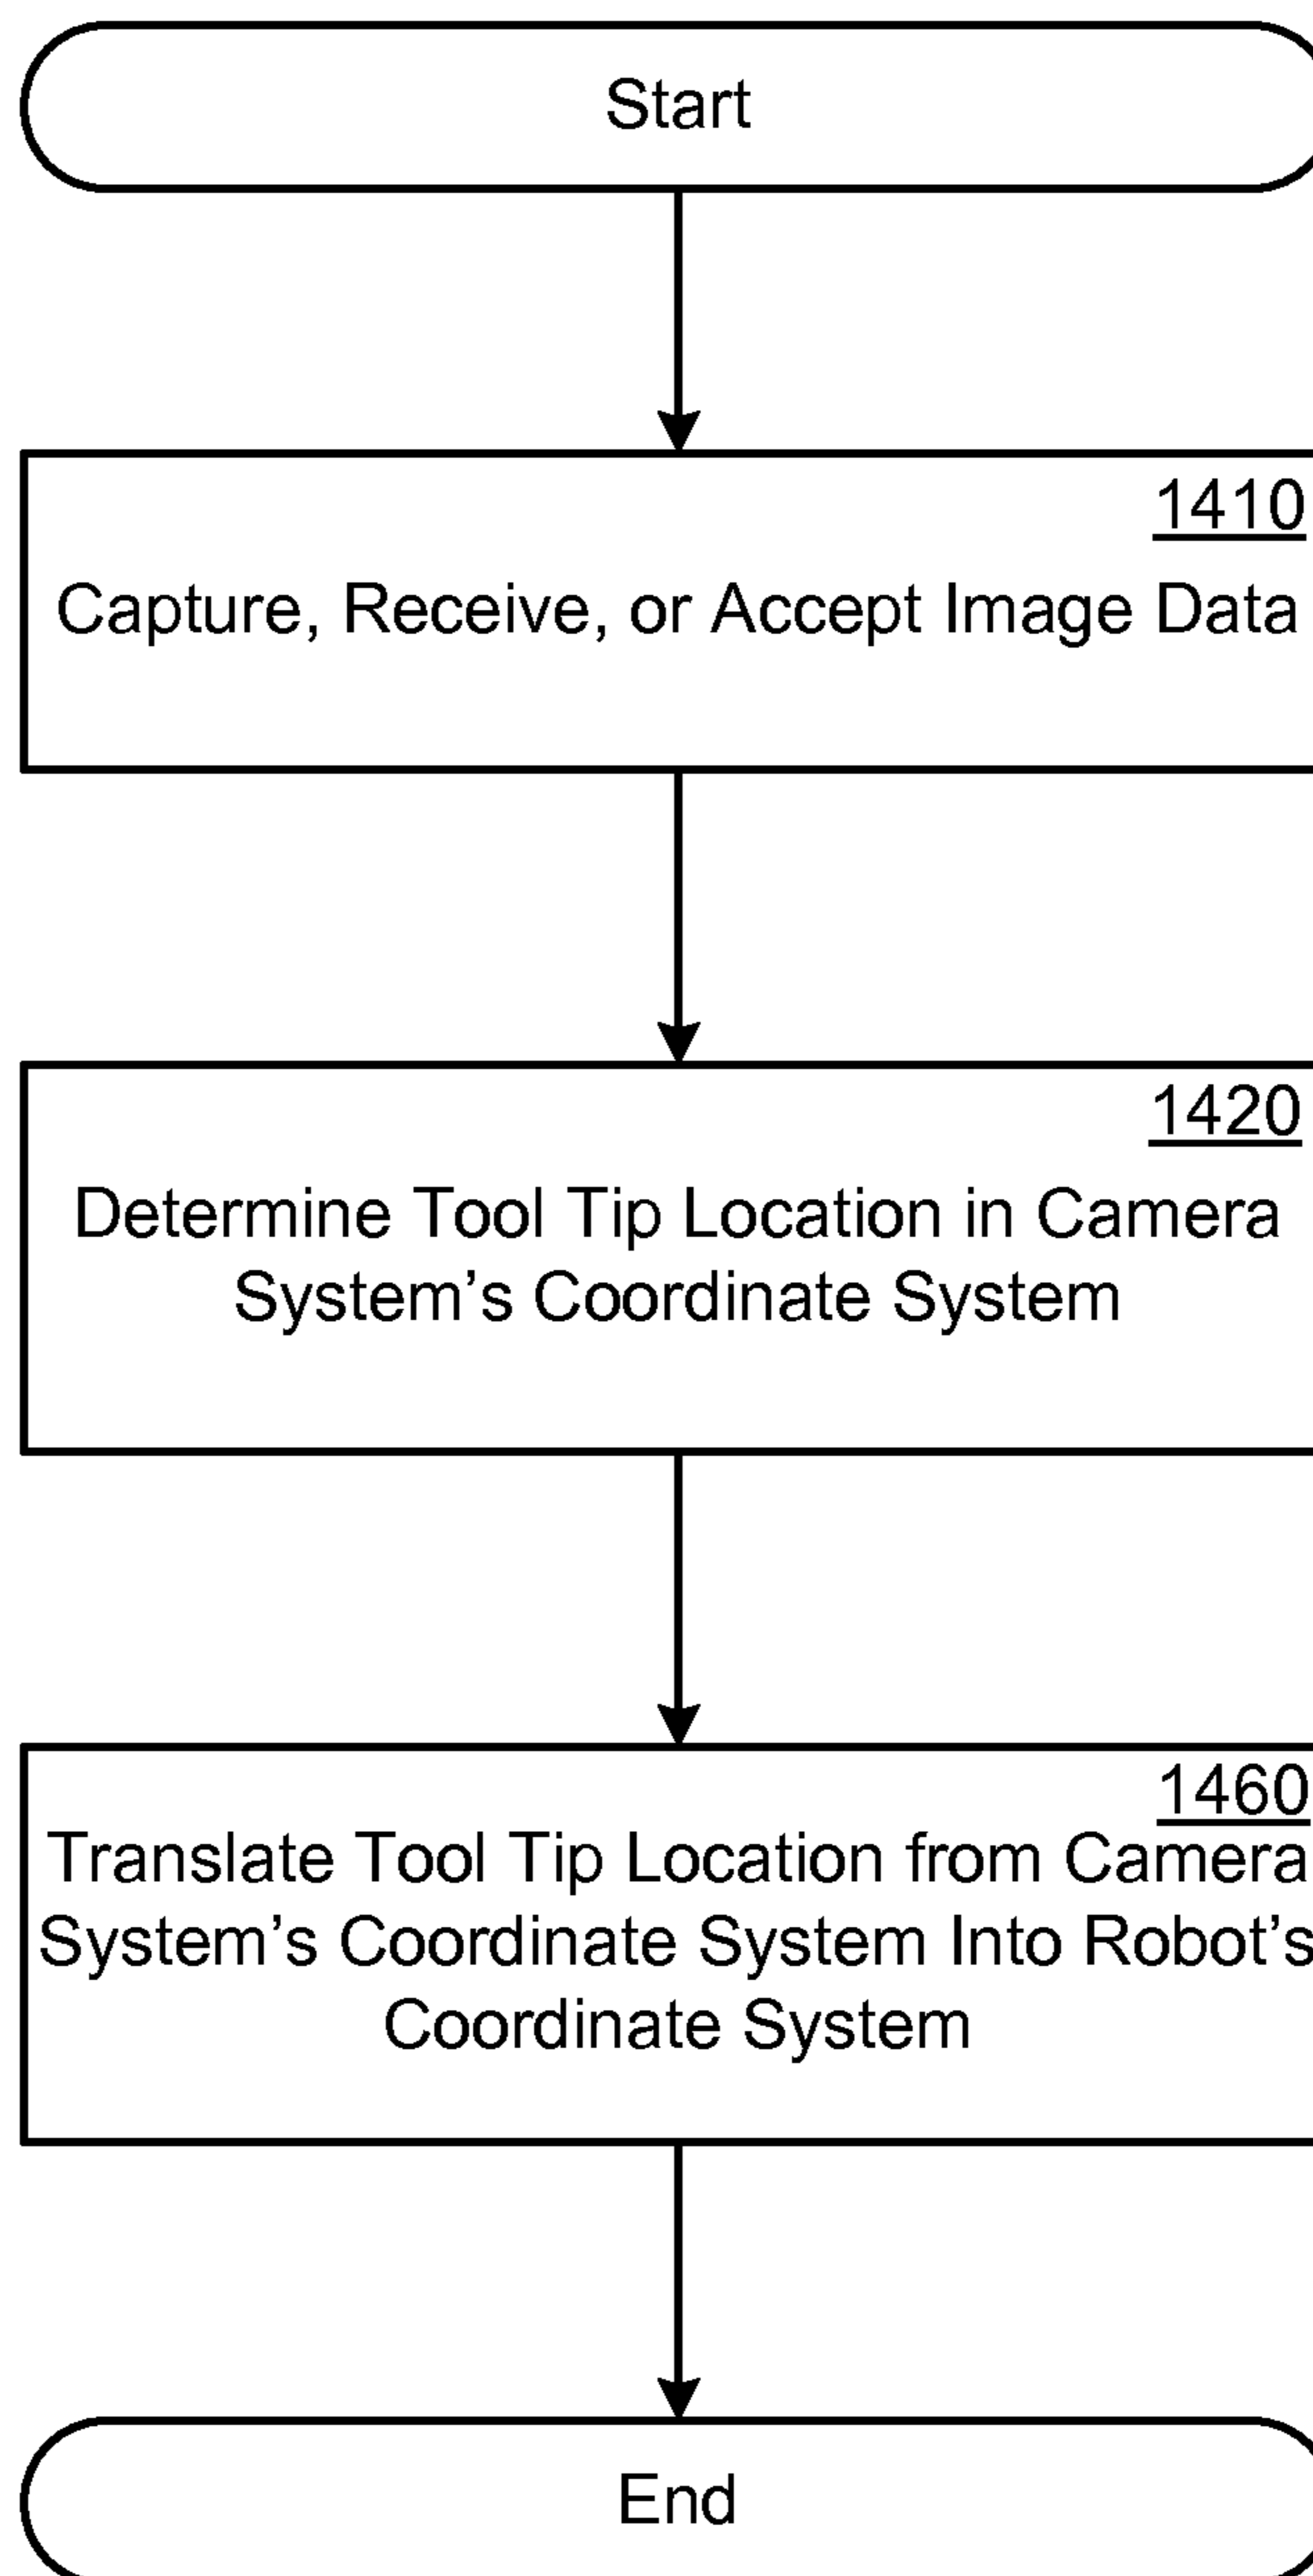 Start
1410
Capture, Receive, or Accept Image Data
1420
Determine Tool Tip Location in Camera
System’s Coordinate System
1460
Translate Tool Tip Location from Camera
System’s Coordinate System Into Robot’s
Coordinate System
End